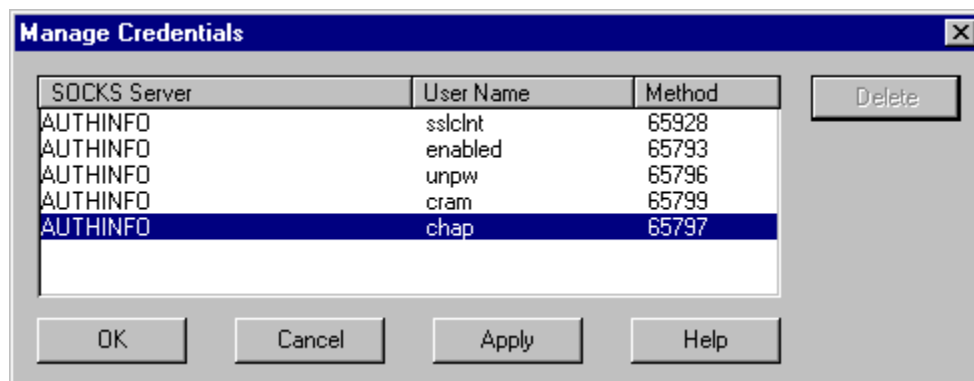 Manage Credentials
SOCKS Server User Name Method
AUTHINFO sslclnt 65928
AUTHINFO enabled 65793
AUTHINFO unpw 65796
AUTHINFO cram 65799
AUTHINFO chap 65797
Delete
OK Cancel Apply Help